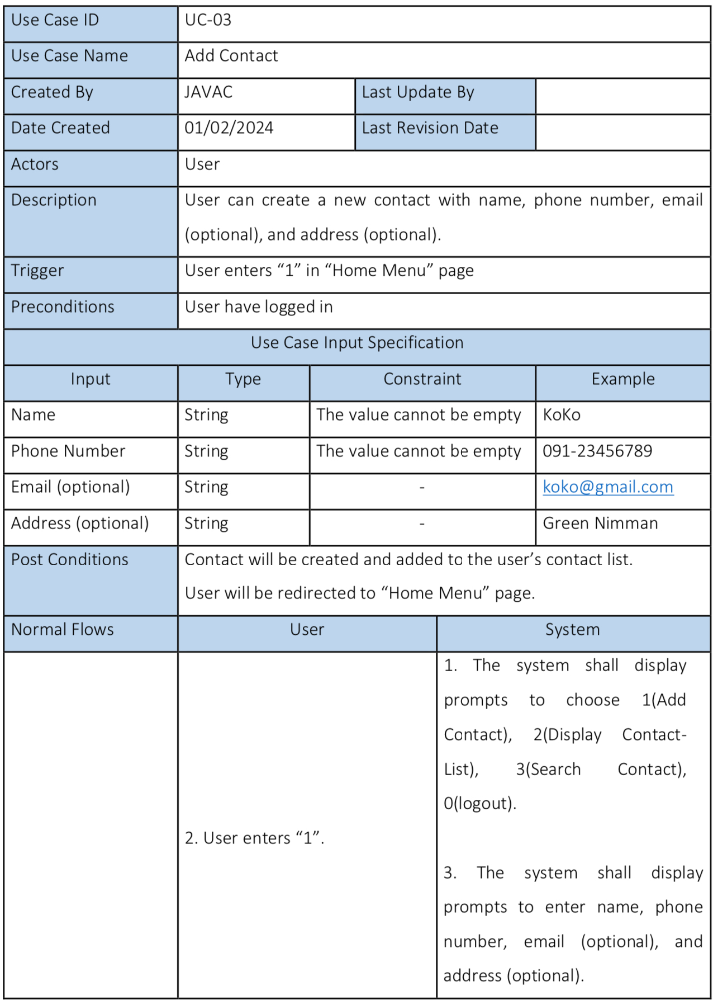 Use Case ID UC-03
Use Case Name Add Contact
Created By JAVAC Last Update By
Date Created 01/02/2024 Last Revision Date
Actors User
Description User can create a new contact with name, phone number, email
(optional), and address (optional).
Trigger User enters “1” in “Home Menu” page
Preconditions User have logged in
Use Case Input Specification
Input Type Constraint Example
Name String The value cannot be empty KoKo
Phone Number String The value cannot be empty 091-23456789
Email (optional) String - koko@gmail.com
Address (optional) String - Green Nimman
Post Conditions Contact will be created and added to the user’s contact list.
User will be redirected to “Home Menu” page.
Normal Flows User System
1. The system shall display
prompts to choose 1(Add
Contact), 2(Display Contact-
List), 3(Search Contact),
0(logout).
2. User enters “1”.
3. The system shall display
prompts to enter name, phone
number, email (optional), and
address (optional).